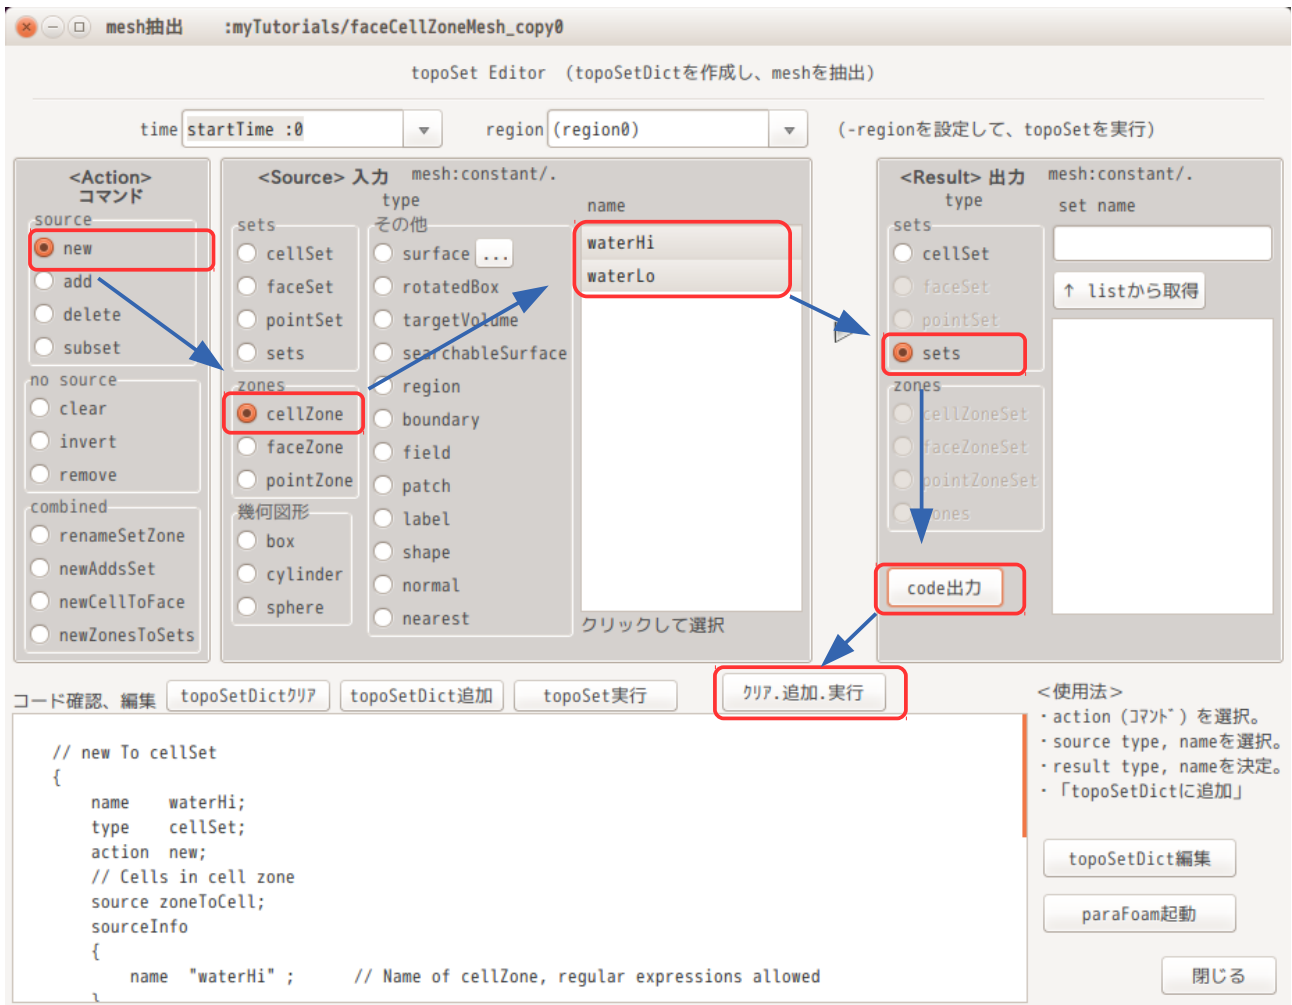 mesh抽出 :myTutorials/faceCellZoneMesh_copy0
topoSet Editor （topoSetDictを作成し、meshを抽出）
time startTime :0 region (region0) (-regionを設定して、topoSetを実行)
<Action>
コマンド
source
new
add
delete
subset
no source
clear
invert
remove
combined
renameSetZone
newAddsSet
newCellToFace
newZonesToSets
<Source> 入力 mesh:constant/.
type
sets
cellSet
faceSet
pointSet
sets
zones
cellZone
faceZone
pointZone
幾何図形
box
cylinder
sphere
その他
surface ...
rotatedBox
targetVolume
searchableSurface
region
boundary
field
patch
label
shape
normal
nearest
name
waterHi
waterLo
クリックして選択
<Result> 出力 mesh:constant/.
type
sets
cellSet
faceSet
pointSet
sets
zones
cellZoneSet
faceZoneSet
pointZoneSet
zones
code出力
set name
↑ listから取得
コード確認、編集 topoSetDictｸﾘｱ topoSetDict追加 topoSet実行 ｸﾘｱ.追加.実行
// new To cellSet
{
name waterHi;
type cellSet;
action new;
// Cells in cell zone
source zoneToCell;
sourceInfo
{
name "waterHi" ; // Name of cellZone, regular expressions allowed
}
<使用法>
・action (ｺﾏﾝﾄﾞ) を選択。
・source type, nameを選択。
・result type, nameを決定。
・「topoSetDictに追加」
topoSetDict編集
paraFoam起動
閉じる